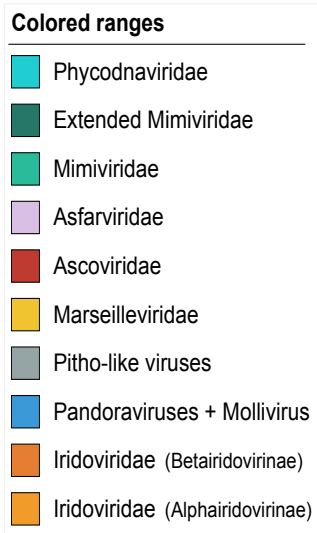 Colored ranges
Phycodnaviridae
Extended Mimiviridae
Mimiviridae
Asfarviridae
Ascoviridae
Marseilleviridae
Pitho-like viruses
Pandoraviruses + Mollivirus
Iridoviridae (Betairidovirinae)
Iridoviridae (Alphairidovirinae)